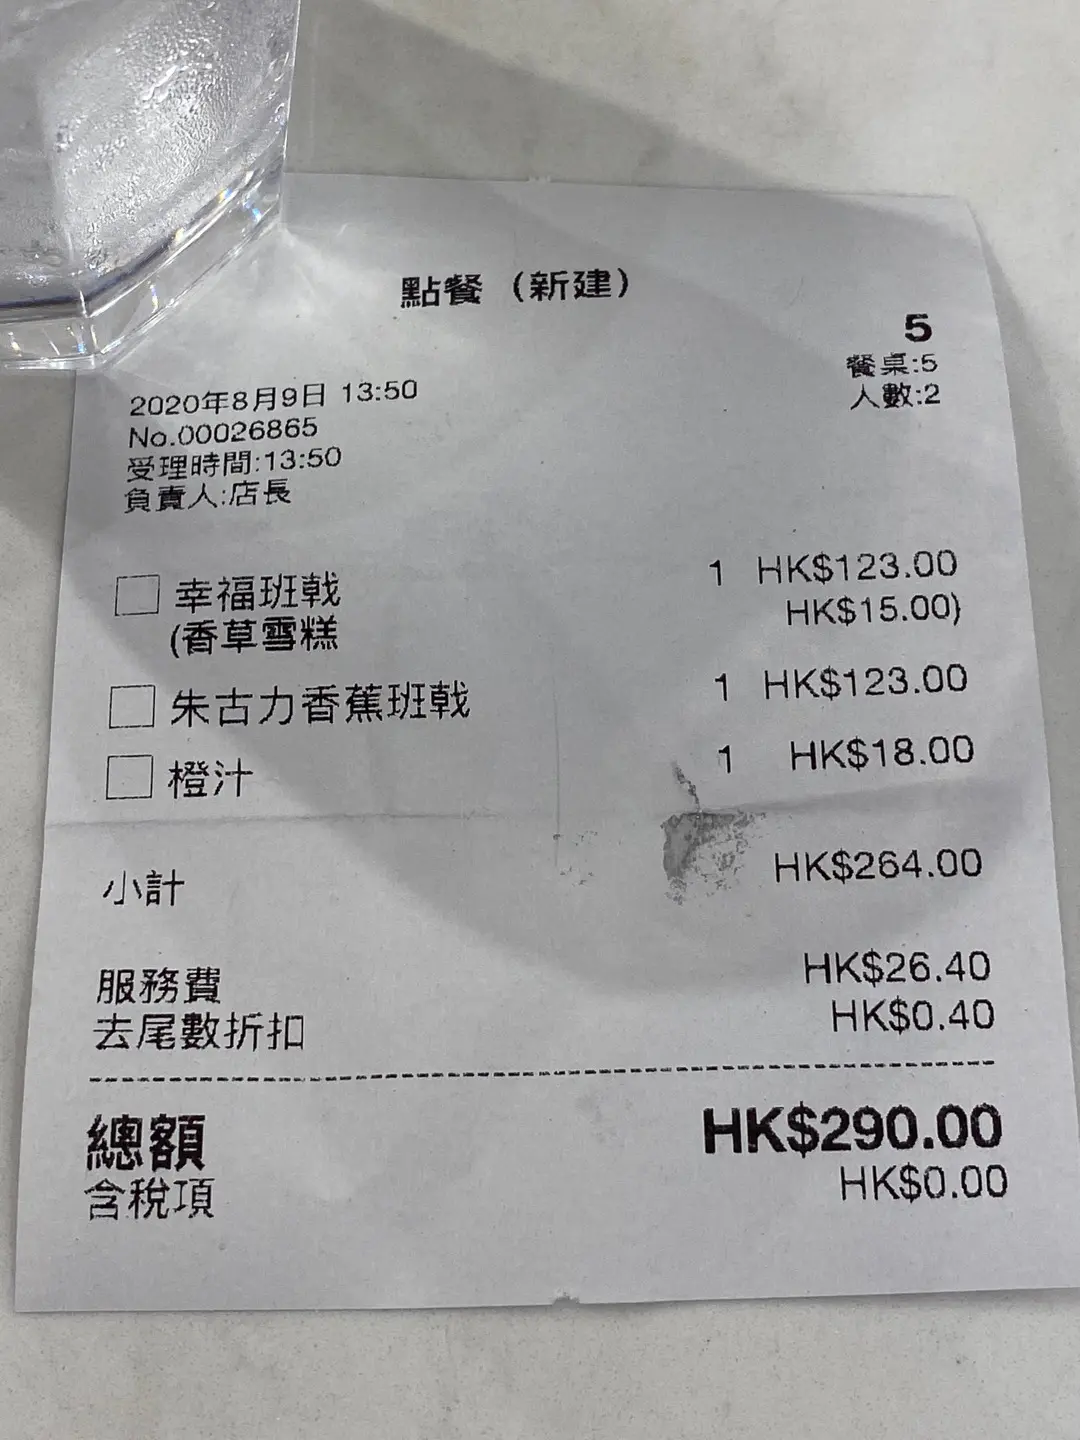 點餐（新建）
5
餐桌:5
人數:2
2020年8月9日 13:50
No.00026865
受理時間:13:50
負責人:店長
幸福班戟 1 HK$123.00
(香草雪糕 HK$15.00)
朱古力香蕉班戟 1 HK$123.00
橙汁 1 HK$18.00
小計 HK$264.00
服務費 HK$26.40
去尾數折扣 HK$0.40
總額 HK$290.00
含稅項 HK$0.00